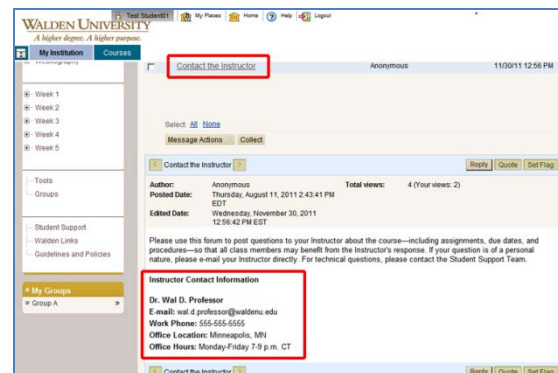 Test Student01 My Places Home Help Logout
WALDEN UNIVERSITY
A higher degree. A higher purpose.
My Institution Courses
Contact the Instructor Anonymous 11/30/11 12:56 PM
Week 1
Week 2
Week 3
Week 4
Week 5
Select: All None
Message Actions Collect
Contact the Instructor Reply Quote Set Flag
Tools
Groups
Author: Anonymous Total views: 4 (Your views: 2)
Posted Date: Thursday, August 11, 2011 2:43:41 PM
EDT
Edited Date: Wednesday, November 30, 2011
12:56:42 PM EST
Student Support
Walden Links
Guidelines and Policies
Please use this forum to post questions to your Instructor about the course—including assignments, due dates, and
procedures—so that all class members may benefit from the Instructor's response. If your question is of a personal
nature, please e-mail your Instructor directly. For technical questions, please contact the Student Support Team.
Instructor Contact Information
My Groups
Group A
Dr. Wal D. Professor
E-mail: wal.d.professor@waldenu.edu
Work Phone: 555-555-5555
Office Location: Minneapolis, MN
Office Hours: Monday-Friday 7-9 p.m. CT
Contact the Instructor Reply Quote Set Flag